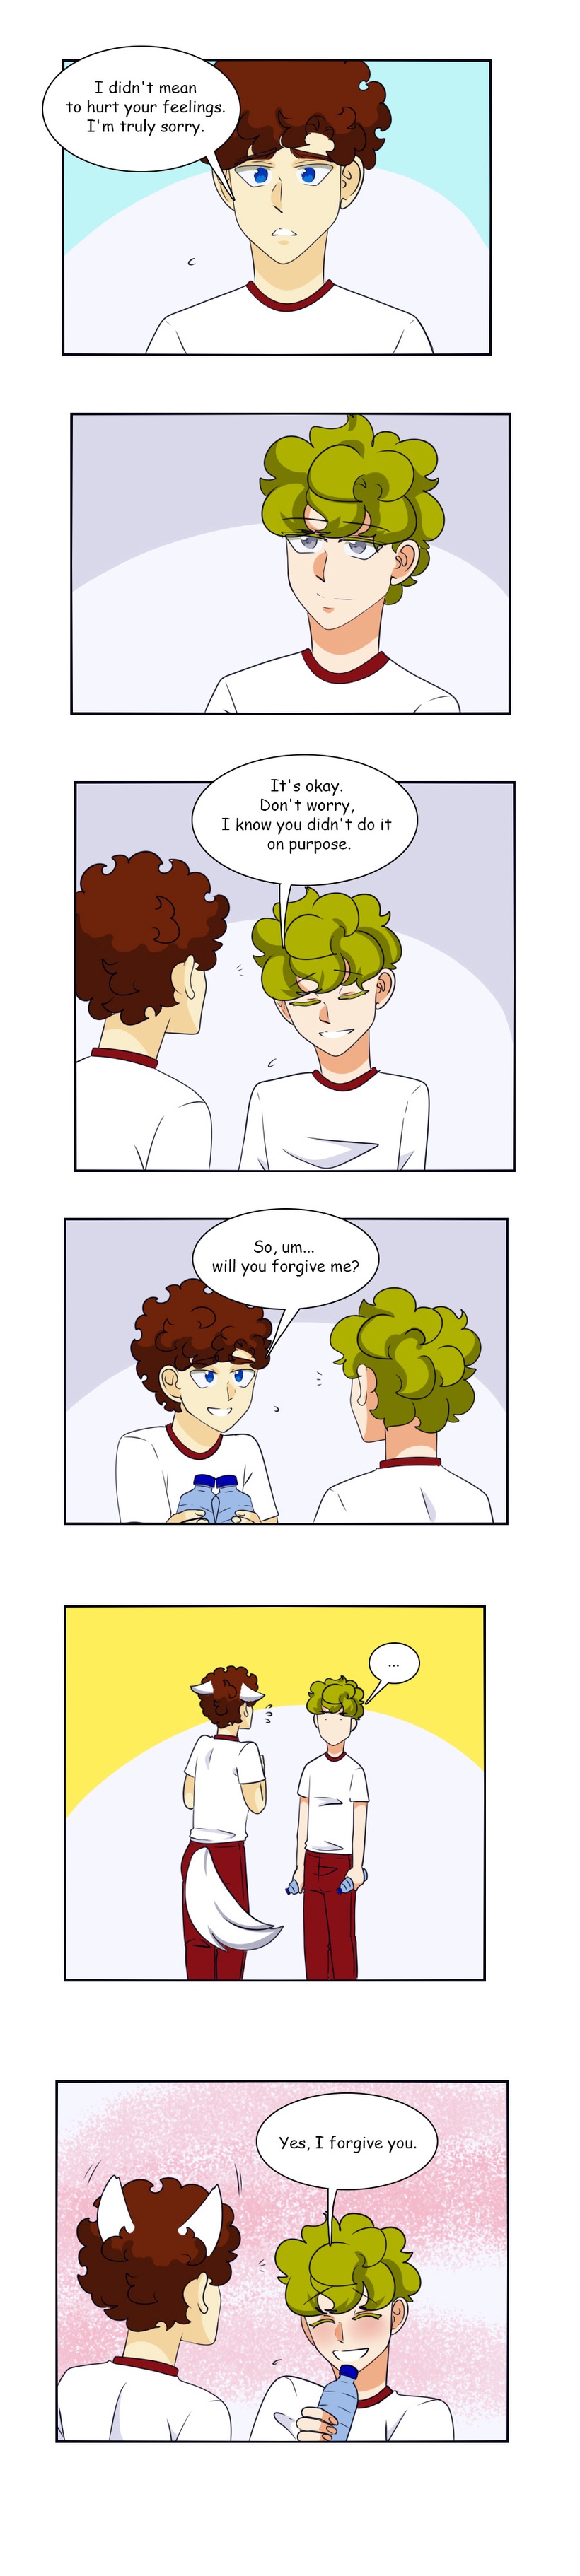 I didn't mean
to hurt your feelings.
I'm truly sorry.
It's okay.
Don't worry,
I know you didn't do it
on purpose.
So, um...
will you forgive me?
...
Yes, I forgive you.